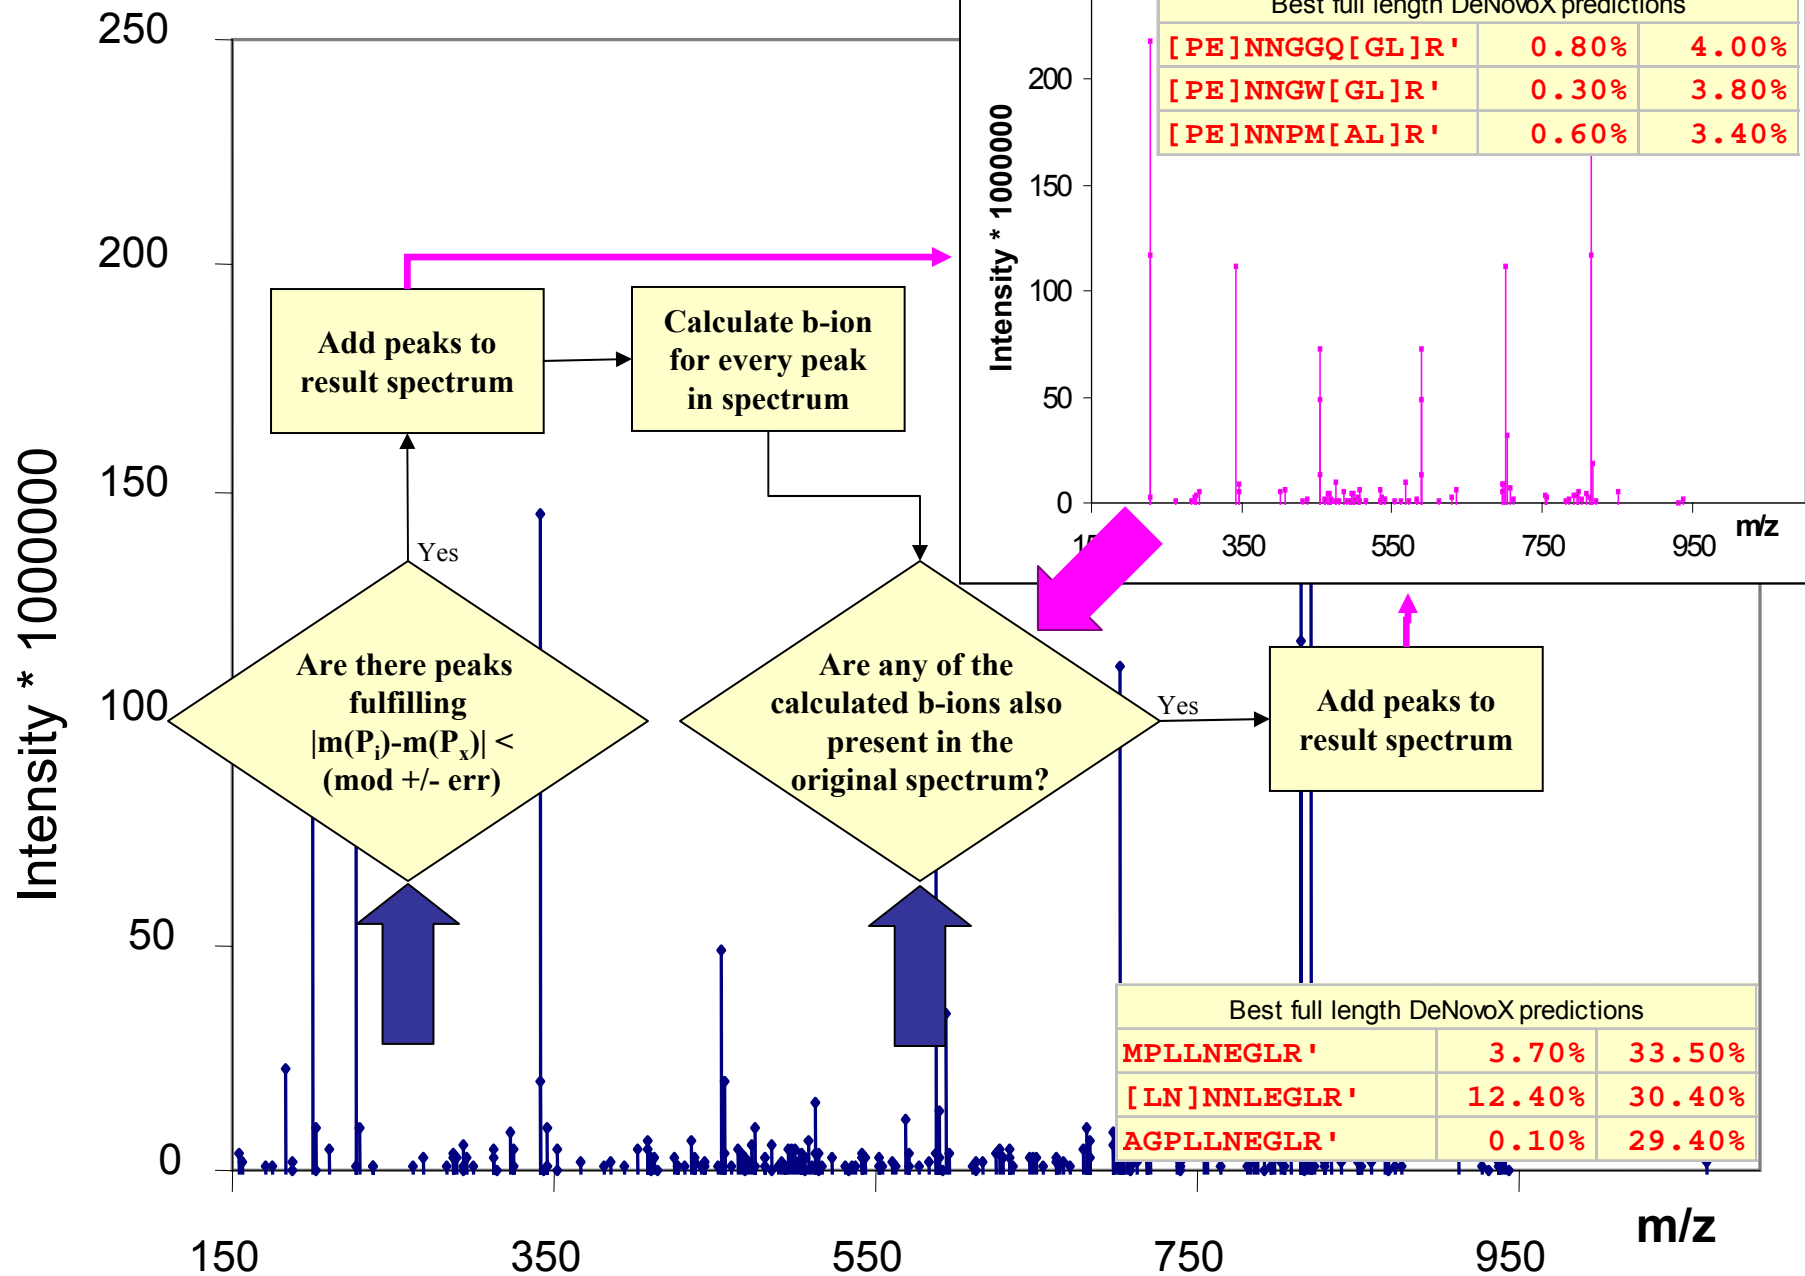 Best full length DeNovoX predictions
[PE]NNGGQ[GL]R' 0.80% 4.00%
[PE]NNGW[GL]R' 0.30% 3.80%
[PE]NNPM[AL]R' 0.60% 3.40%
Intensity * 1000000
200
150
100
50
0
350
550
750
950
m/z
250
200
150
100
50
0
Intensity * 1000000
Add peaks to
result spectrum
Calculate b-ion
for every peak
in spectrum
Yes
Are there peaks
fulfilling
|m(Pi)-m(Px)| <
(mod +/- err)
Are any of the
calculated b-ions also
present in the
original spectrum?
Yes
Add peaks to
result spectrum
Best full length DeNovoX predictions
MPLLNEGLR' 3.70% 33.50%
[LN]NNLEGLR' 12.40% 30.40%
AGPLLNEGLR' 0.10% 29.40%
150
350
550
750
950
m/z